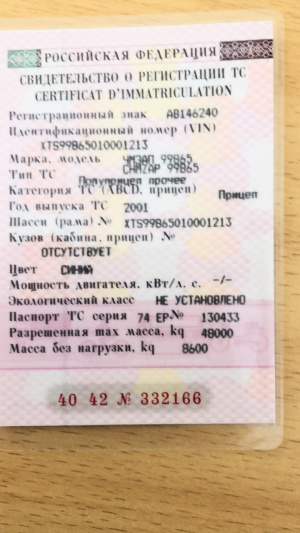 РОССИЙСКАЯ ФЕДЕРАЦИЯ
СВИДЕТЕЛЬСТВО О РЕГИСТРАЦИИ ТС
CERTIFICAT D'IMMATRICULATION
Регистрационный знак АВ146240
Идентификационный номер (VIN)
XTS99865010001213
Марка, модель ЧМЗАП 99865
Тип ТС CHMZAP 99865
Полуприцеп прочее
Категория ТС (ABCD, прицеп) Прицеп
Год выпуска ТС 2001
Шасси (рама) № XTS99865010001213
Кузов (кабина, прицеп) №
ОТСУТСТВУЕТ
Цвет СИНИЙ
Мощность двигателя, кВт/л. с. -/-
Экологический класс НЕ УСТАНОВЛЕНО
Паспорт ТС серия 74 ЕР № 130433
Разрешенная max масса, kg 48000
Масса без нагрузки, kg 8600
40 42 № 332166